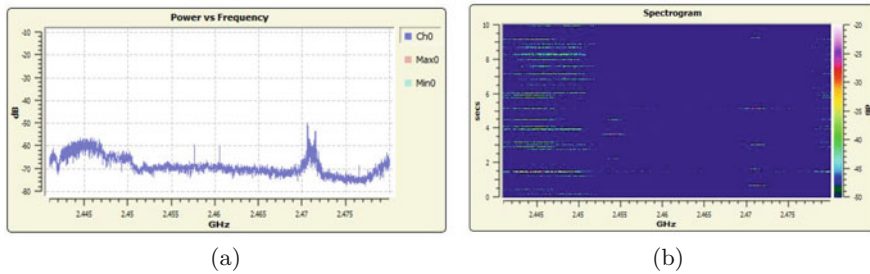 Power vs Frequency
-10
-20
-30
-40
-50
-60
-70
-80
dB
2.445
2.45
2.455
2.46
2.465
2.47
2.475
GHz
Ch0
Max0
Min0
(a)
Spectrogram
10
8
6
4
2
0
secs
2.445
2.45
2.455
2.46
2.465
2.47
2.475
GHz
-20
-25
-30
-35
-40
-45
-50
dB
(b)